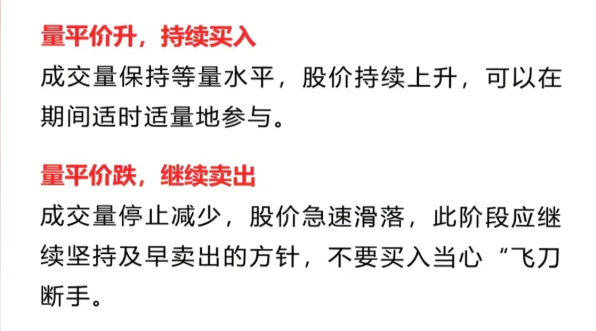 量平价升，持续买入
成交量保持等量水平，股价持续上升，可以在
期间适时适量地参与。
量平价跌，继续卖出
成交量停止减少，股价急速滑落，此阶段应继
续坚持及早卖出的方针，不要买入当心“飞刀
断手。